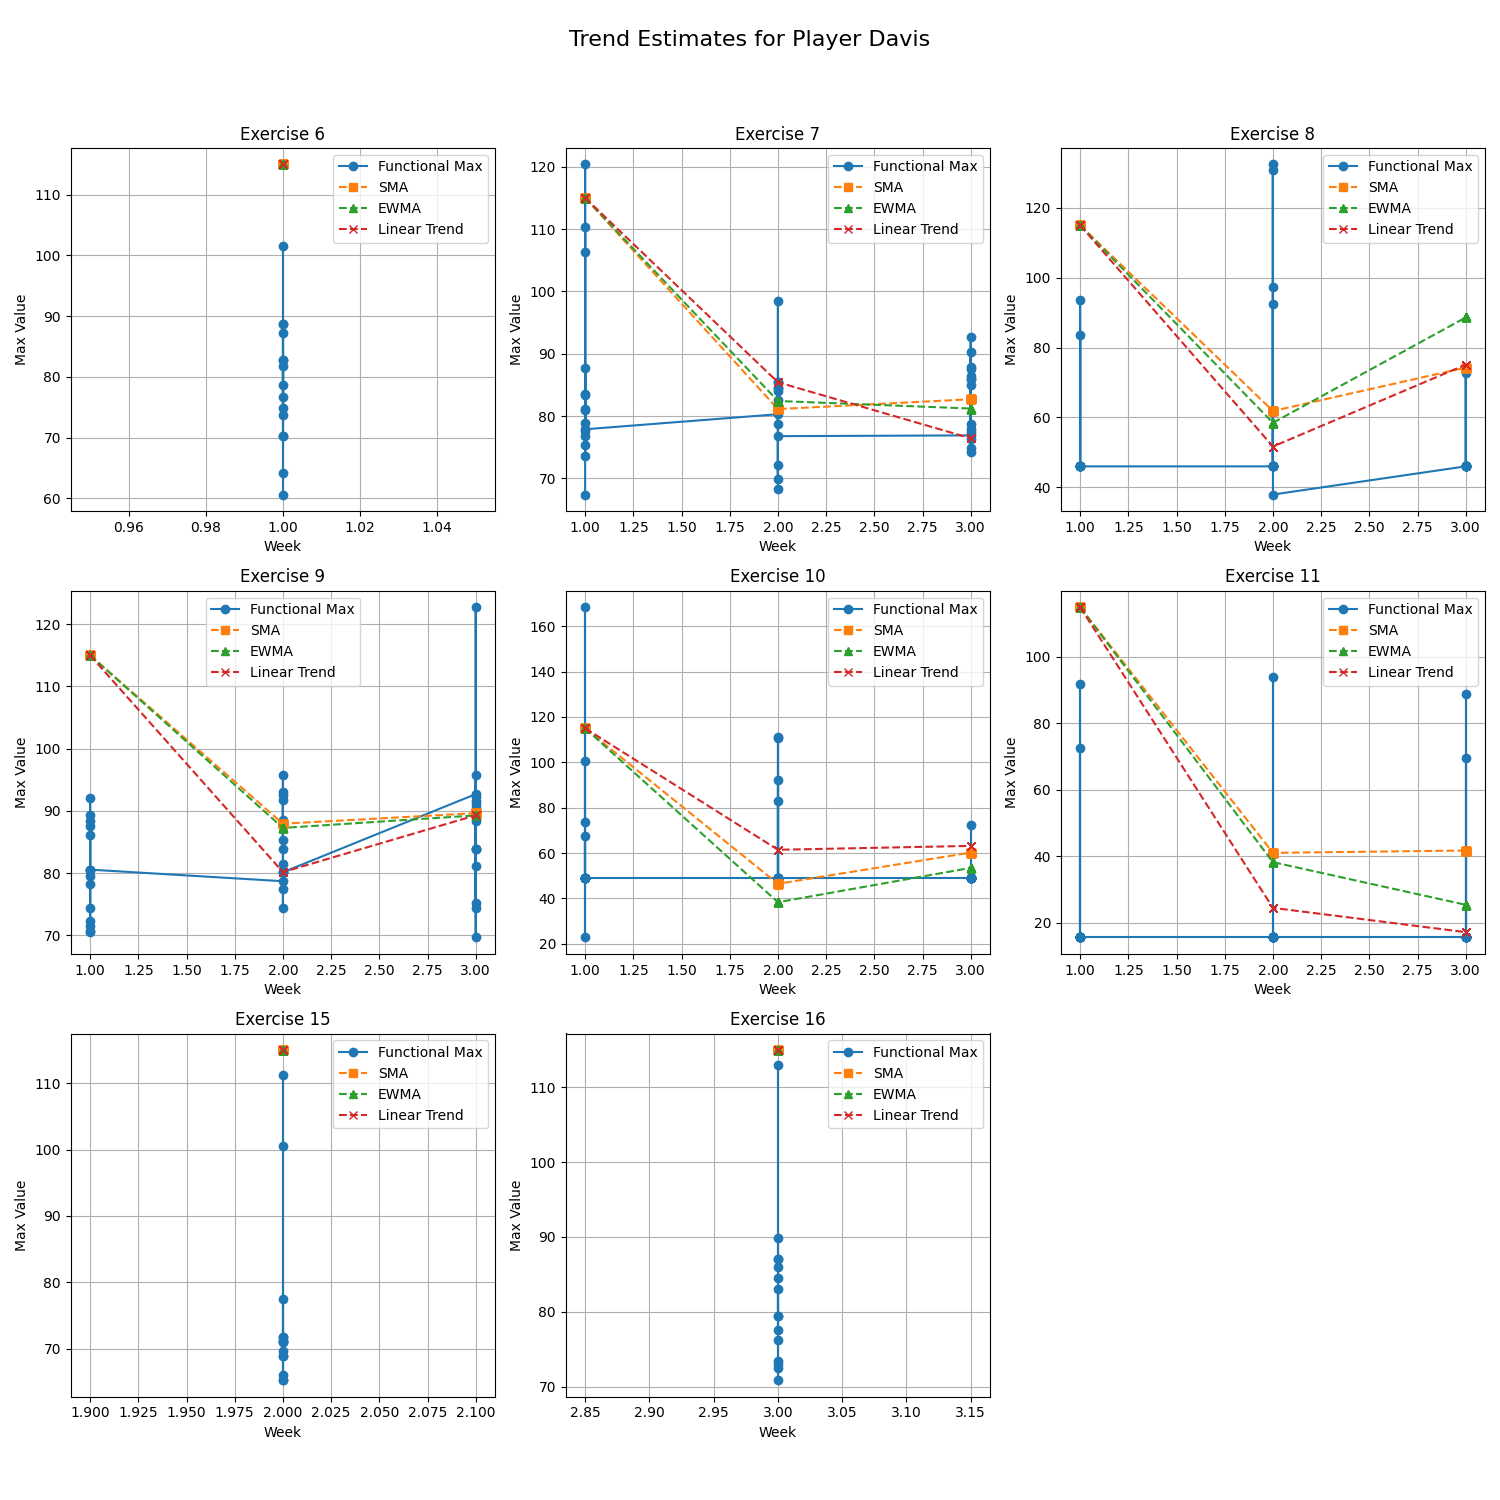 Trend Estimates for Player Davis
Exercise 6
Max Value
110
100
90
80
70
60
Functional Max
SMA
EWMA
Linear Trend
0.96 0.98 1.00 1.02 1.04
Week
Exercise 7
Max Value
120
110
100
90
80
70
Functional Max
SMA
EWMA
Linear Trend
1.00 1.25 1.50 1.75 2.00 2.25 2.50 2.75 3.00
Week
Exercise 8
Max Value
120
100
80
60
40
Functional Max
SMA
EWMA
Linear Trend
1.00 1.25 1.50 1.75 2.00 2.25 2.50 2.75 3.00
Week
Exercise 9
Max Value
120
110
100
90
80
70
Functional Max
SMA
EWMA
Linear Trend
1.00 1.25 1.50 1.75 2.00 2.25 2.50 2.75 3.00
Week
Exercise 10
Max Value
160
140
120
100
80
60
40
20
Functional Max
SMA
EWMA
Linear Trend
1.00 1.25 1.50 1.75 2.00 2.25 2.50 2.75 3.00
Week
Exercise 11
Max Value
100
80
60
40
20
Functional Max
SMA
EWMA
Linear Trend
1.00 1.25 1.50 1.75 2.00 2.25 2.50 2.75 3.00
Week
Exercise 15
Max Value
110
100
90
80
70
Functional Max
SMA
EWMA
Linear Trend
1.900 1.925 1.950 1.975 2.000 2.025 2.050 2.075 2.100
Week
Exercise 16
Max Value
110
100
90
80
70
Functional Max
SMA
EWMA
Linear Trend
2.85 2.90 2.95 3.00 3.05 3.10 3.15
Week